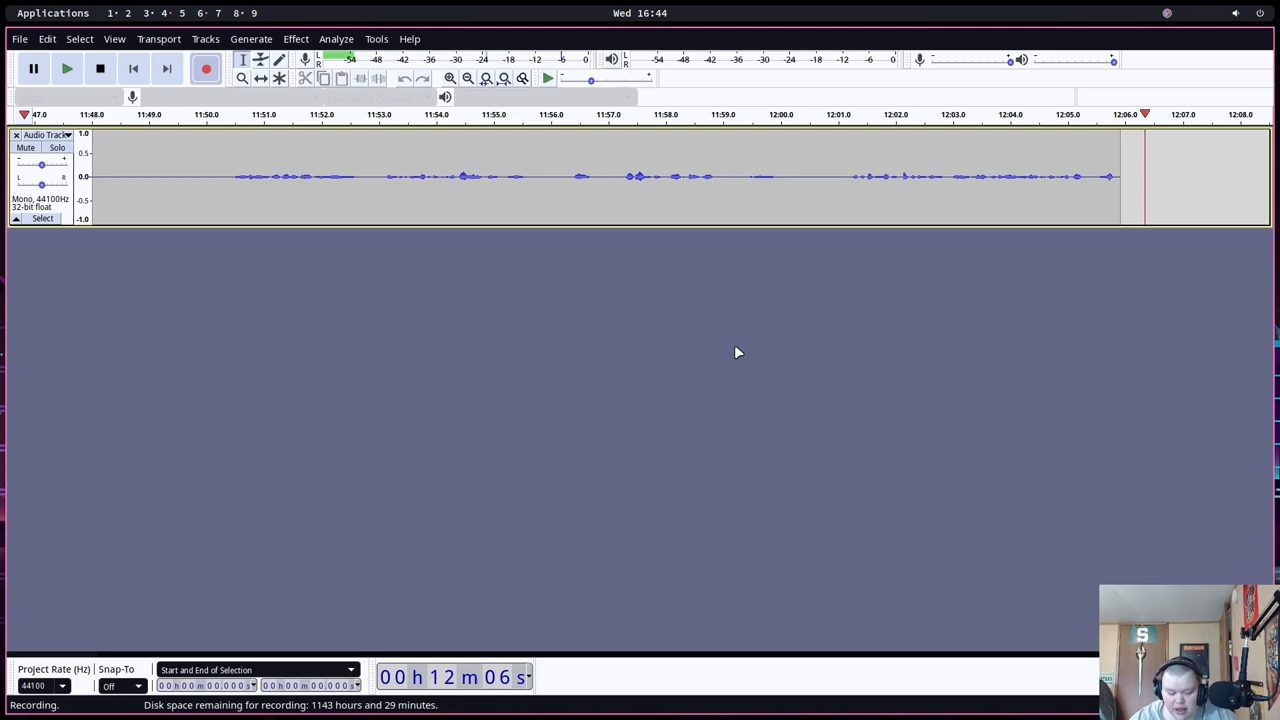 Applications 1· 2 3· 4· 5 6· 7 8· 9 Wed 16:44
File Edit Select View Transport Tracks Generate Effect Analyze Tools Help
L R -54 -48 -42 -36 -30 -24 -18 -12 -6 0 L R -54 -48 -42 -36 -30 -24 -18 -12 -6 0
47.0 11:48.0 11:49.0 11:50.0 11:51.0 11:52.0 11:53.0 11:54.0 11:55.0 11:56.0 11:57.0 11:58.0 11:59.0 12:00.0 12:01.0 12:02.0 12:03.0 12:04.0 12:05.0 12:06.0 12:07.0 12:08.0
Audio Track 1.0
Mute Solo 0.5
- +
L R 0.0
Mono, 44100Hz -0.5
32-bit float
Select -1.0
S
Project Rate (Hz) Snap-To Start and End of Selection
44100 Off 00h00m00.000s 00h00m00.000s 00h12m06s
Recording. Disk space remaining for recording: 1143 hours and 29 minutes.